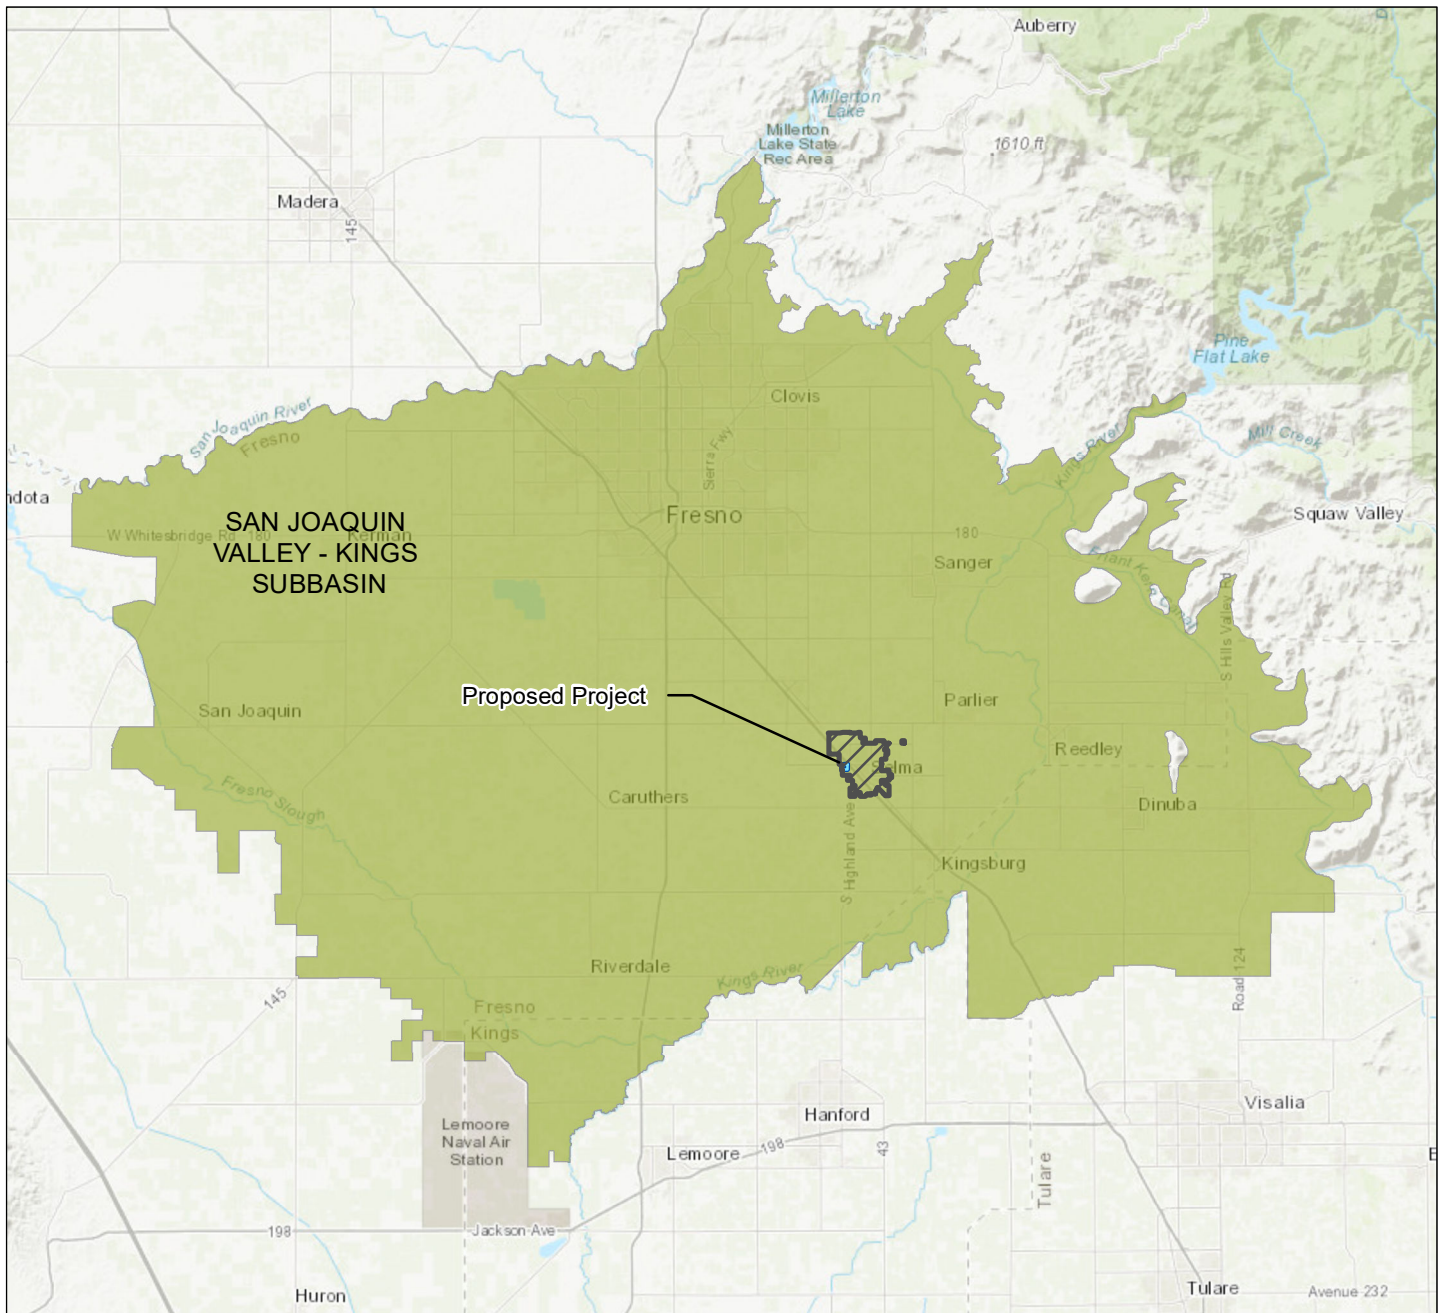 Auberry
Millerton
Lake
Millerton
Lake State
Rec Area
1610 ft
Madera
145
Pine
Flat Lake
Clovis
San Joaquin River
Fresno
Sierra Fwy
Kings River
Mill Creek
ndota
Squaw Valley
SAN JOAQUIN
VALLEY - KINGS
SUBBASIN
W Whitesbridge Rd 180
Kerman
Fresno
180
Sanger
Friant Kern Canal
S Hills Valley Rd
Proposed Project
San Joaquin
Parlier
Reedley
Selma
Fresno Slough
Caruthers
Dinuba
S Highland Ave
Kingsburg
Riverdale
Kings River
Road 124
145
Fresno
Kings
Lemoore
Naval Air
Station
Hanford
Visalia
Lemoore
198
43
Tulare
E
198
Jackson Ave
Huron
Tulare
Avenue 232